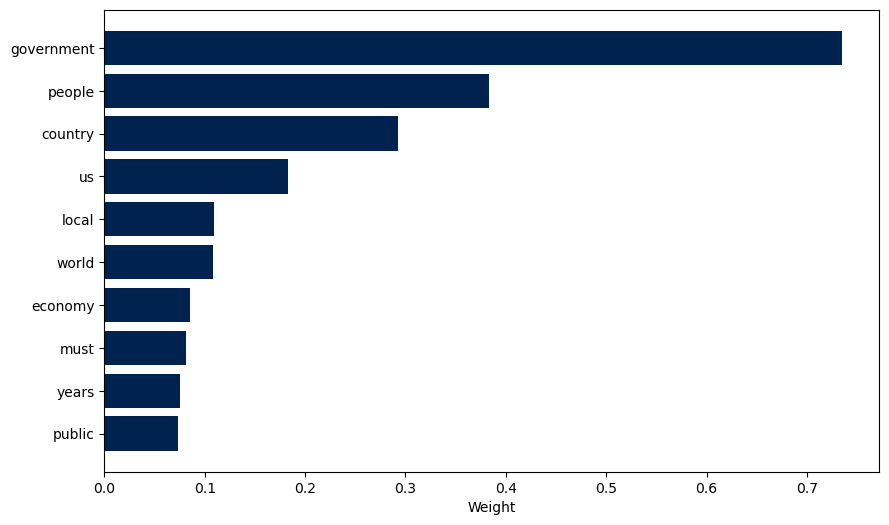 government
people
country
us
local
world
economy
must
years
public
0.0 0.1 0.2 0.3 0.4 0.5 0.6 0.7
Weight